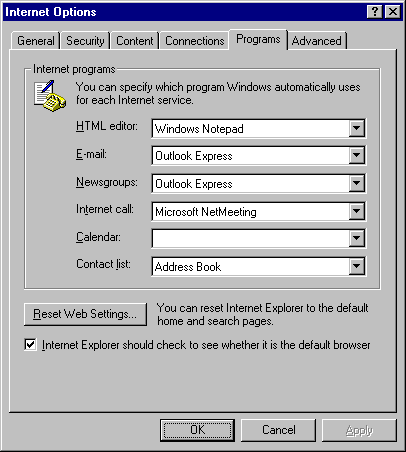 Internet Options
General Security Content Connections Programs Advanced
Internet programs
You can specify which program Windows automatically uses
for each Internet service.
HTML editor: Windows Notepad
E-mail: Outlook Express
Newsgroups: Outlook Express
Internet call: Microsoft NetMeeting
Calendar:
Contact list: Address Book
Reset Web Settings... You can reset Internet Explorer to the default
home and search pages.
Internet Explorer should check to see whether it is the default browser
OK Cancel Apply